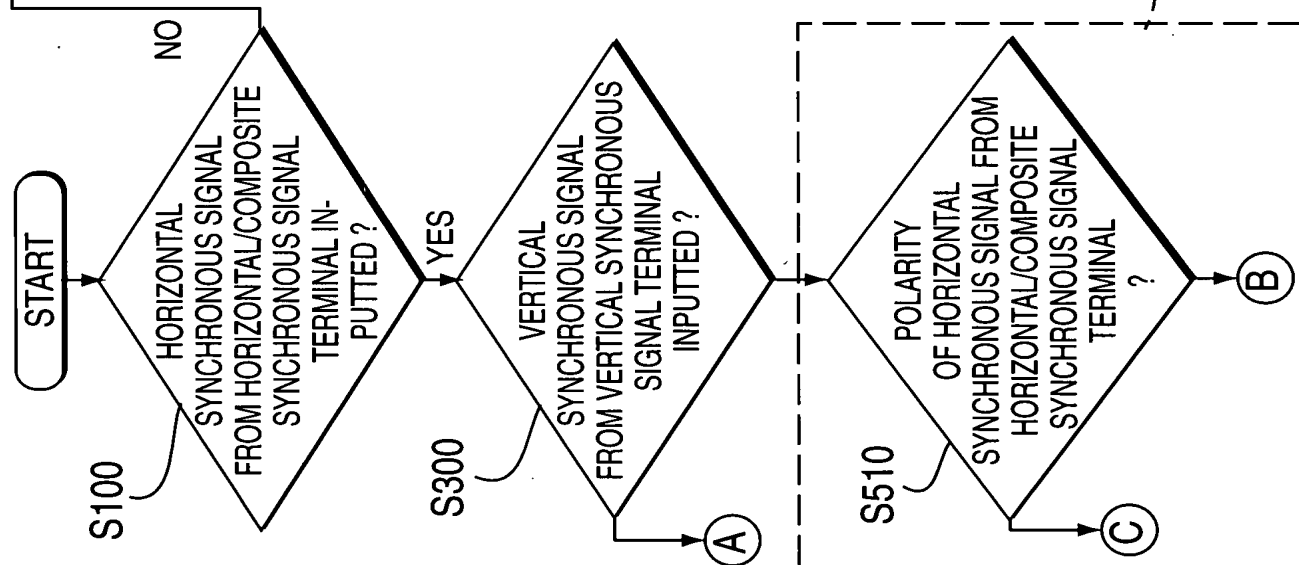 START
HORIZONTAL
SYNCHRONOUS SIGNAL
FROM HORIZONTAL/COMPOSITE
SYNCHRONOUS SIGNAL
TERMINAL IN-
PUTTED ?
S100
NO
YES
VERTICAL
SYNCHRONOUS SIGNAL
FROM VERTICAL SYNCHRONOUS
SIGNAL TERMINAL
INPUTTED ?
S300
A
POLARITY
OF HORIZONTAL
SYNCHRONOUS SIGNAL FROM
HORIZONTAL/COMPOSITE
SYNCHRONOUS SIGNAL
TERMINAL
?
S510
C
B